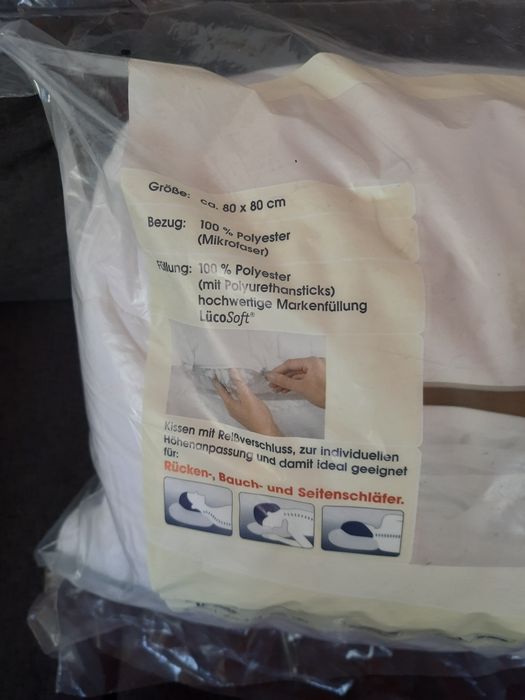 Größe: ca. 80 x 80 cm
Bezug: 100 % Polyester
(Mikrofaser)
Füllung: 100 % Polyester
(mit Polyurethansticks)
hochwertige Markenfüllung
LücoSoft®
Kissen mit Reißverschluss, zur individuellen
Höhenanpassung und damit ideal geeignet
für:
Rücken-, Bauch- und Seitenschläfer.